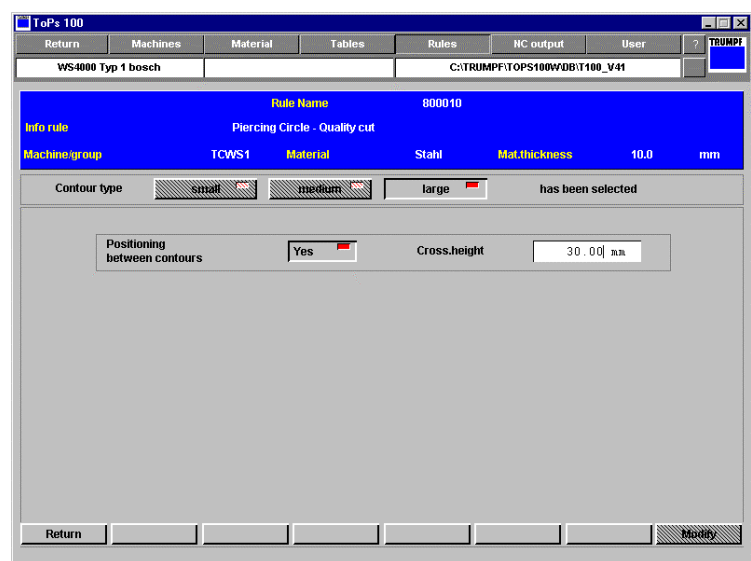 ToPs 100
Return Machines Material Tables Rules NC output User ? TRUMPF
WS4000 Typ 1 bosch C:\TRUMPF\TOPS100W\DB\T100_V41
Rule Name 800010
Info rule Piercing Circle - Quality cut
Machine/group TCWS1 Material Stahl Mat.thickness 10.0 mm
Contour type small medium large has been selected
Positioning
between contours Yes Cross.height 30.00 mm
Return Modify